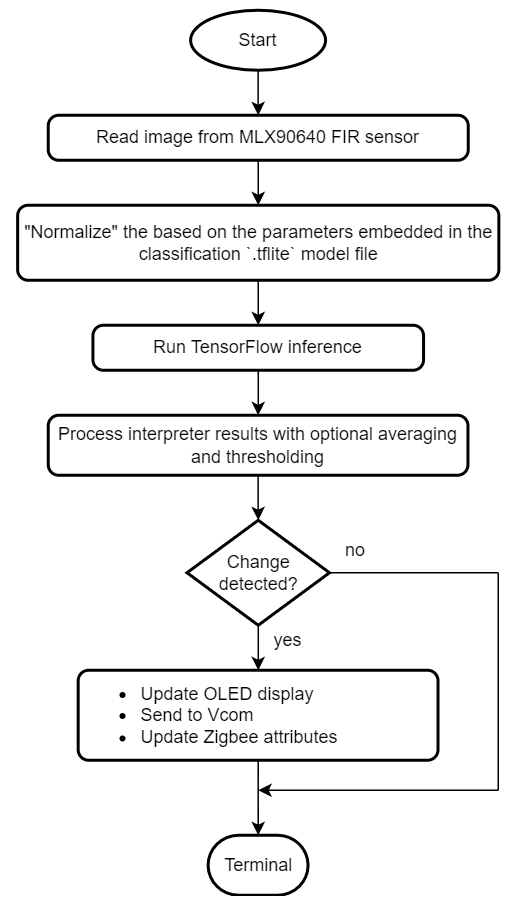 Start
Read image from MLX90640 FIR sensor
"Normalize" the based on the parameters embedded in the
classification `.tflite` model file
Run TensorFlow inference
Process interpreter results with optional averaging
and thresholding
Change
detected?
no
yes
• Update OLED display
• Send to Vcom
• Update Zigbee attributes
Terminal